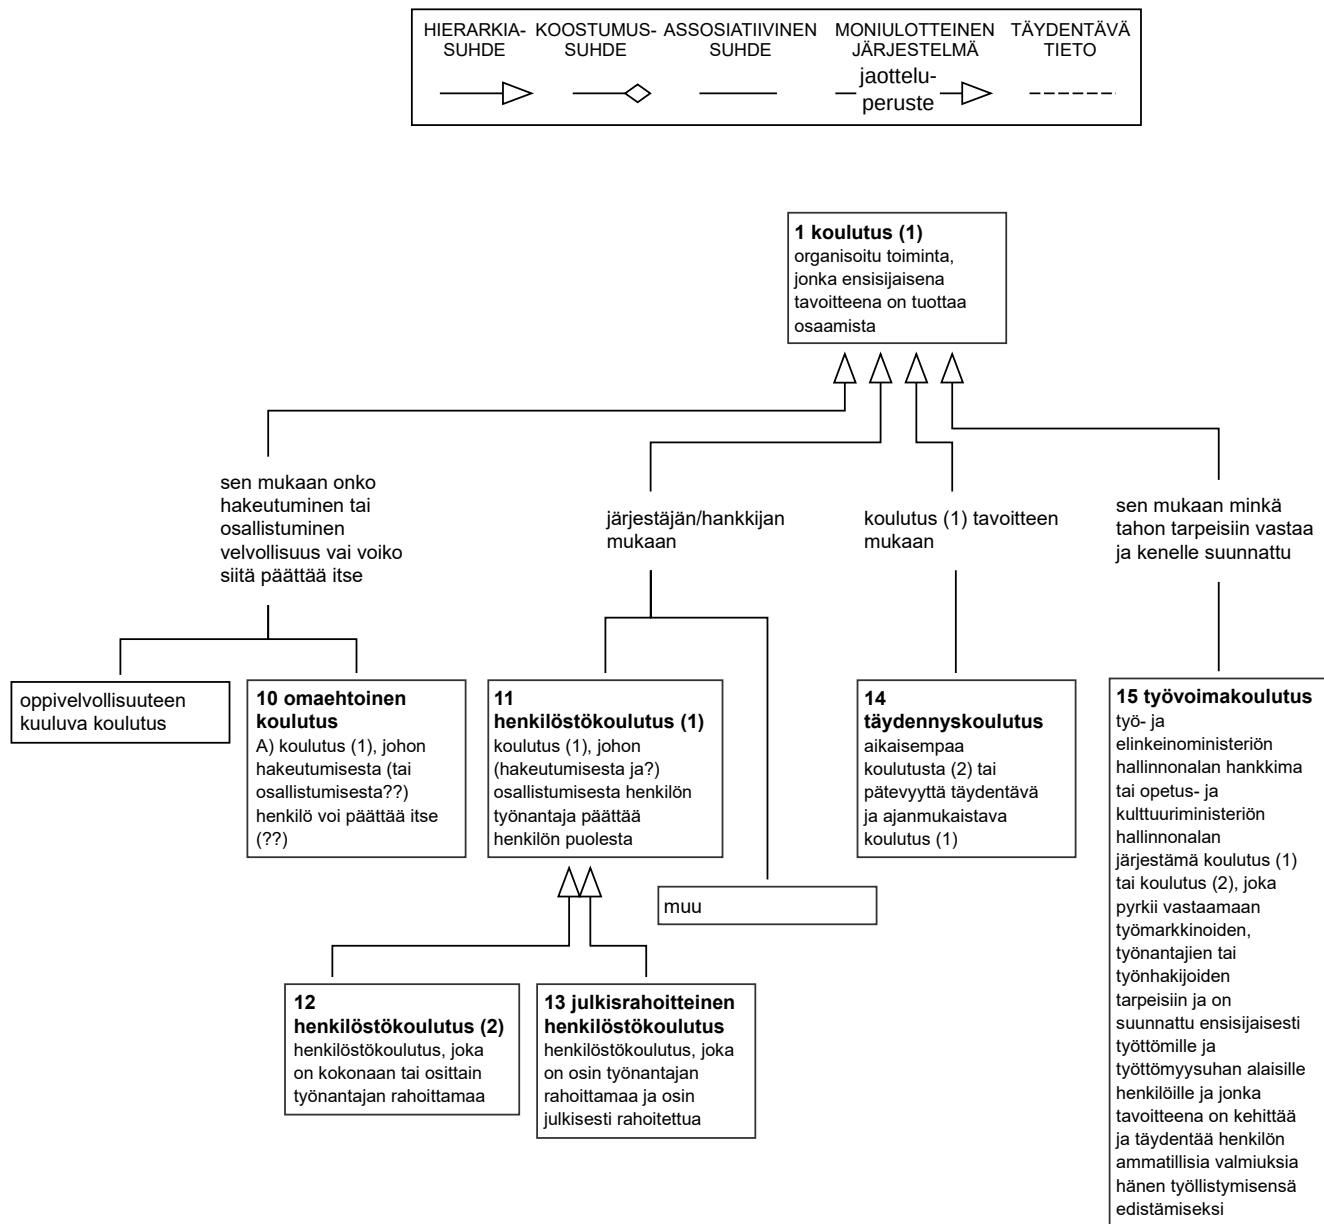 HIERARKIA-
SUHDE
KOOSTUMUS-
SUHDE
ASSOSIATIIVINEN
SUHDE
MONIULOTTEINEN
JÄRJESTELMÄ
jaottelu-
peruste
TÄYDENTÄVÄ
TIETO
1 koulutus (1)
organisoitu toiminta,
jonka ensisijaisena
tavoitteena on tuottaa
osaamista
sen mukaan onko
hakeutuminen tai
osallistuminen
velvollisuus vai voiko
siitä päättää itse
järjestäjän/hankkijan
mukaan
koulutus (1) tavoitteen
mukaan
sen mukaan minkä
tahon tarpeisiin vastaa
ja kenelle suunnattu
oppivelvollisuuteen
kuuluva koulutus
10 omaehtoinen
koulutus
A) koulutus (1), johon
hakeutumisesta (tai
osallistumisesta??)
henkilö voi päättää itse
(??)
11
henkilöstökoulutus (1)
koulutus (1), johon
(hakeutumisesta ja?)
osallistumisesta henkilön
työnantaja päättää
henkilön puolesta
muu
14
täydennyskoulutus
aikaisempaa
koulutusta (2) tai
pätevyyttä täydentävä
ja ajanmukaistava
koulutus (1)
15 työvoimakoulutus
työ- ja
elinkeinoministeriön
hallinnonalan hankkima
tai opetus- ja
kulttuuriministeriön
hallinnonalan
järjestämä koulutus (1)
tai koulutus (2), joka
pyrkii vastaamaan
työmarkkinoiden,
työnantajien tai
työnhakijoiden
tarpeisiin ja on
suunnattu ensisijaisesti
työttömille ja
työttömyysuhan alaisille
henkilöille ja jonka
tavoitteena on kehittää
ja täydentää henkilön
ammatillisia valmiuksia
hänen työllistymisensä
edistämiseksi
12
henkilöstökoulutus (2)
henkilöstökoulutus, joka
on kokonaan tai osittain
työnantajan rahoittamaa
13 julkisrahoitteinen
henkilöstökoulutus
henkilöstökoulutus, joka
on osin työnantajan
rahoittamaa ja osin
julkisesti rahoitettua